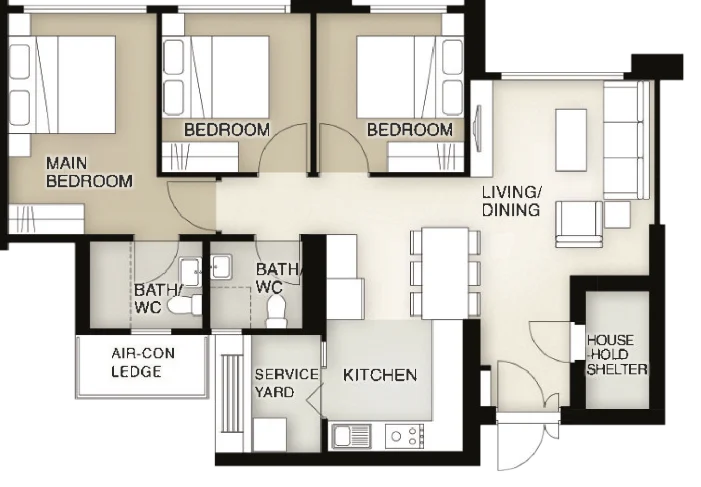 BEDROOM
BEDROOM
MAIN
BEDROOM
LIVING/
DINING
BATH/
WC
BATH/
WC
AIR-CON
LEDGE
SERVICE
YARD
KITCHEN
HOUSE
-HOLD
SHELTER